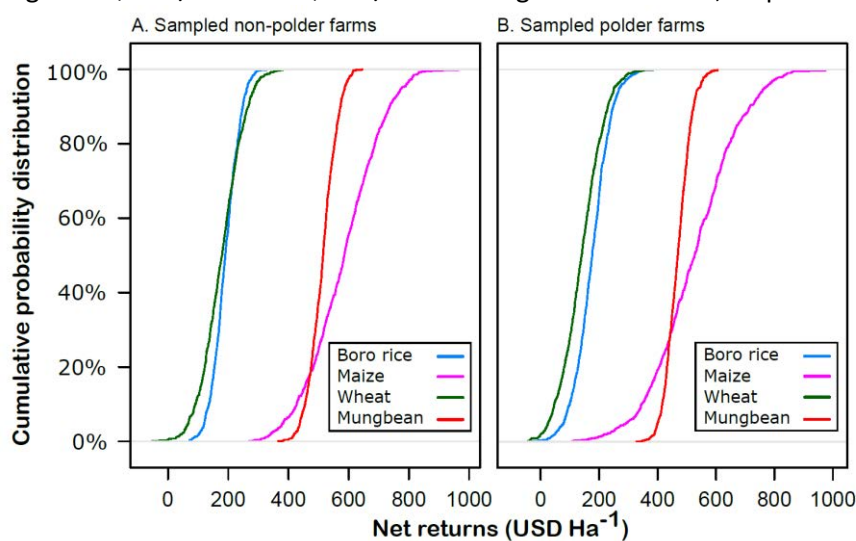 A. Sampled non-polder farms
B. Sampled polder farms
Cumulative probability distribution
100%
80%
60%
40%
20%
0%
Boro rice
Maize
Wheat
Mungbean
Boro rice
Maize
Wheat
Mungbean
0 200 400 600 800 1000
0 200 400 600 800 1000
Net returns (USD Ha⁻¹)